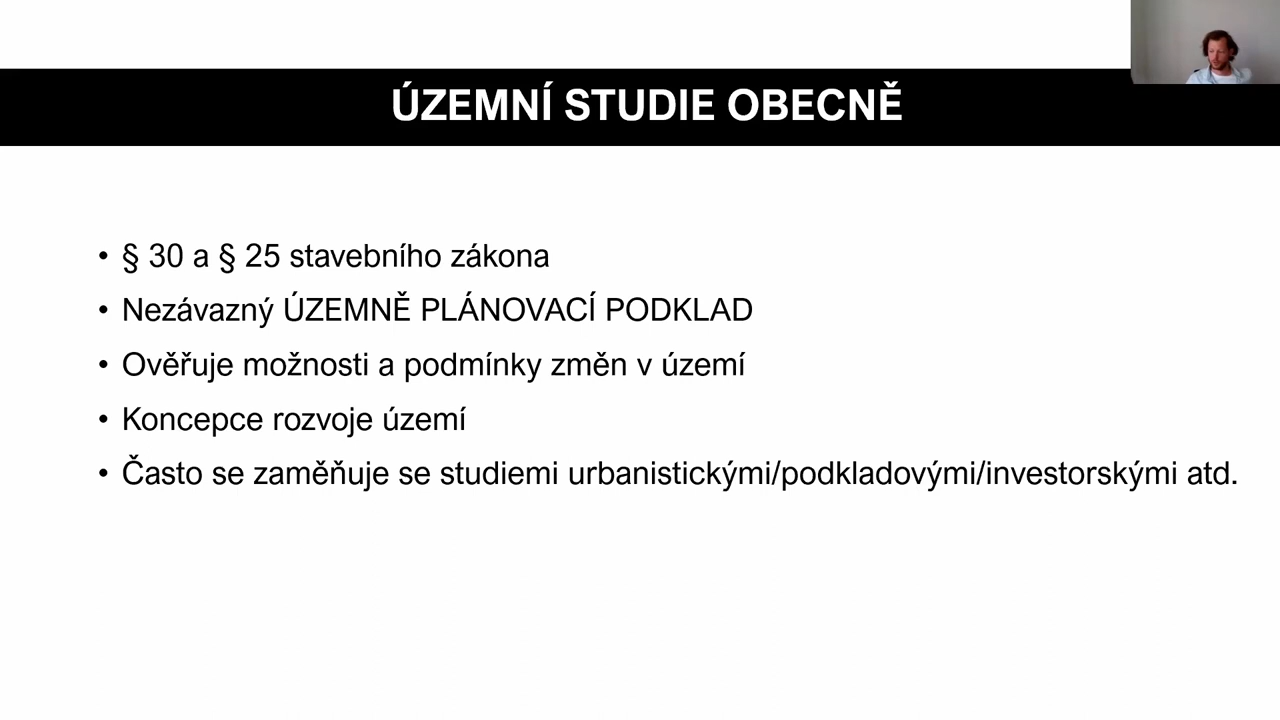 ÚZEMNÍ STUDIE OBECNĚ
• § 30 a § 25 stavebního zákona
• Nezávazný ÚZEMNĚ PLÁNOVACÍ PODKLAD
• Ověřuje možnosti a podmínky změn v území
• Koncepce rozvoje území
• Často se zaměňuje se studiemi urbanistickými/podkladovými/investorskými atd.